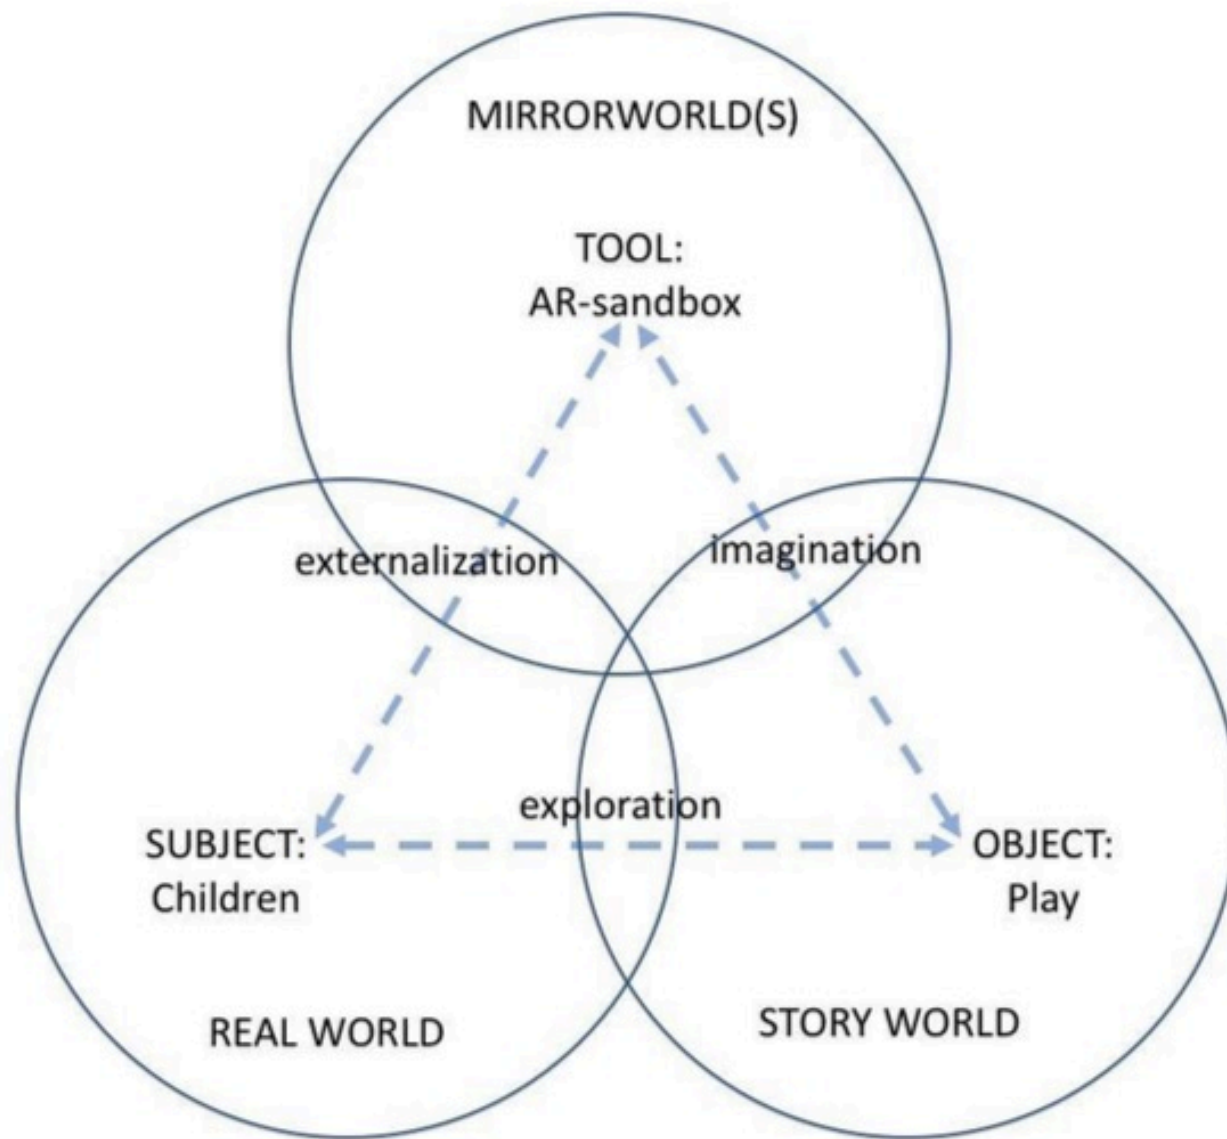 MIRRORWORLD(S)
TOOL:
AR-sandbox
externalization
imagination
exploration
SUBJECT:
Children
OBJECT:
Play
REAL WORLD
STORY WORLD